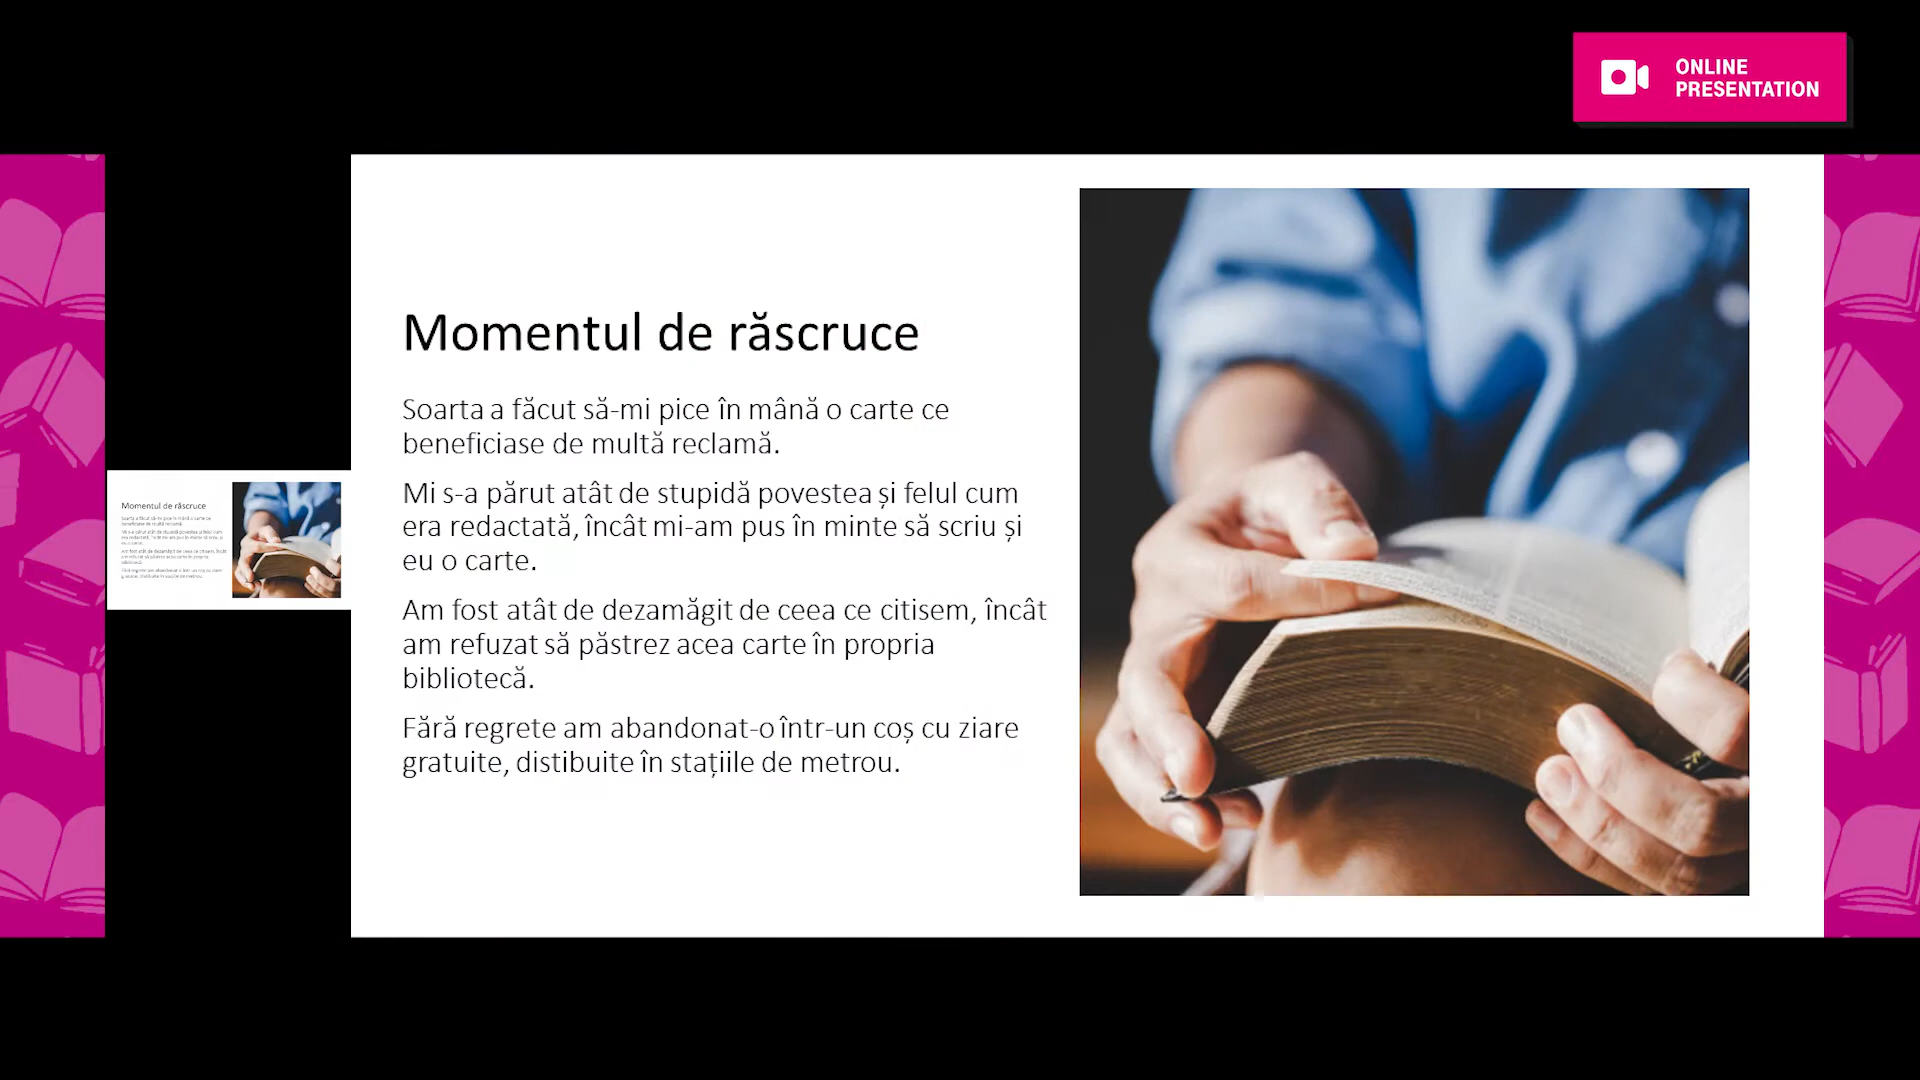 ONLINE
PRESENTATION
Momentul de răscruce
Soarta a făcut să-mi pice în mână o carte ce
beneficiase de multă reclamă.
Mi s-a părut atât de stupidă povestea și felul cum
era redactată, încât mi-am pus în minte să scriu și
eu o carte.
Am fost atât de dezamăgit de ceea ce citisem, încât
am refuzat să păstrez acea carte în propria
bibliotecă.
Fără regrete am abandonat-o într-un coș cu ziare
gratuite, distibuite în stațiile de metrou.
Momentul de răscruce